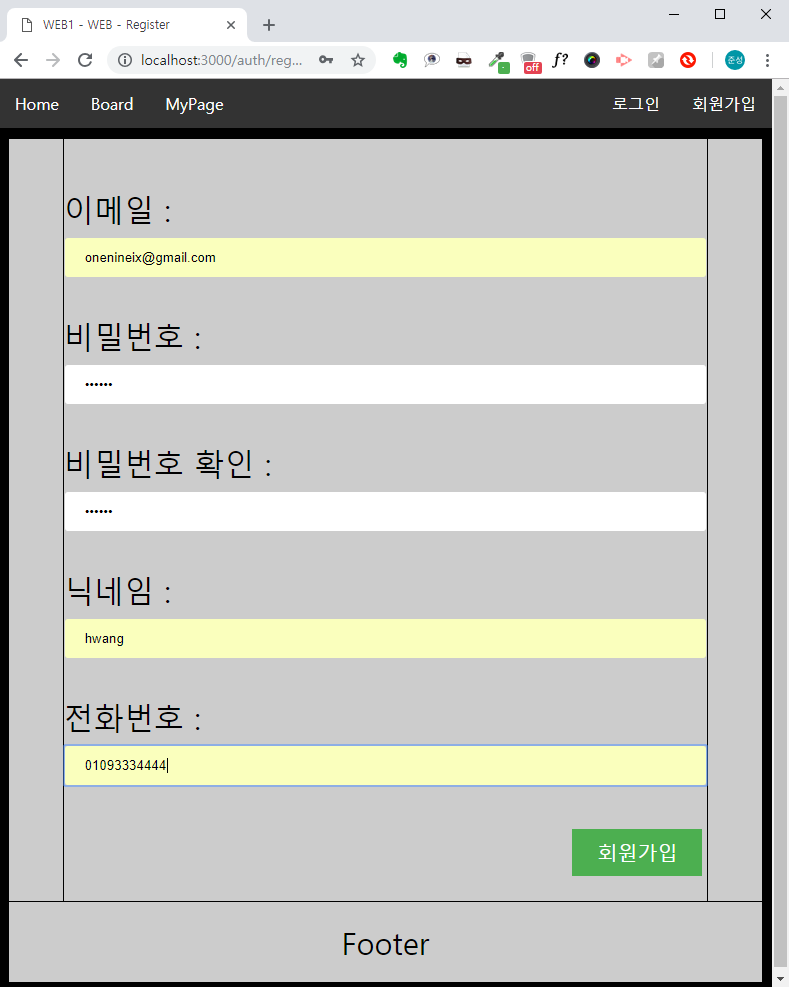 WEB1 - WEB - Register
localhost:3000/auth/reg...
off
f?
준성
Home Board MyPage 로그인 회원가입
이메일 :
onenineix@gmail.com
비밀번호 :
••••••
비밀번호 확인 :
••••••
닉네임 :
hwang
전화번호 :
01093334444
회원가입
Footer